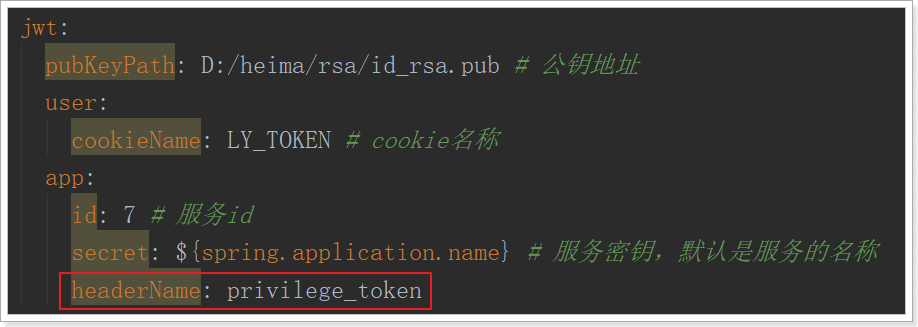 jwt:
  pubKeyPath: D:/heima/rsa/id_rsa.pub # 公钥地址
  user:
    cookieName: LY_TOKEN # cookie名称
  app:
    id: 7 # 服务id
    secret: ${spring.application.name} # 服务密钥，默认是服务的名称
    headerName: privilege_token